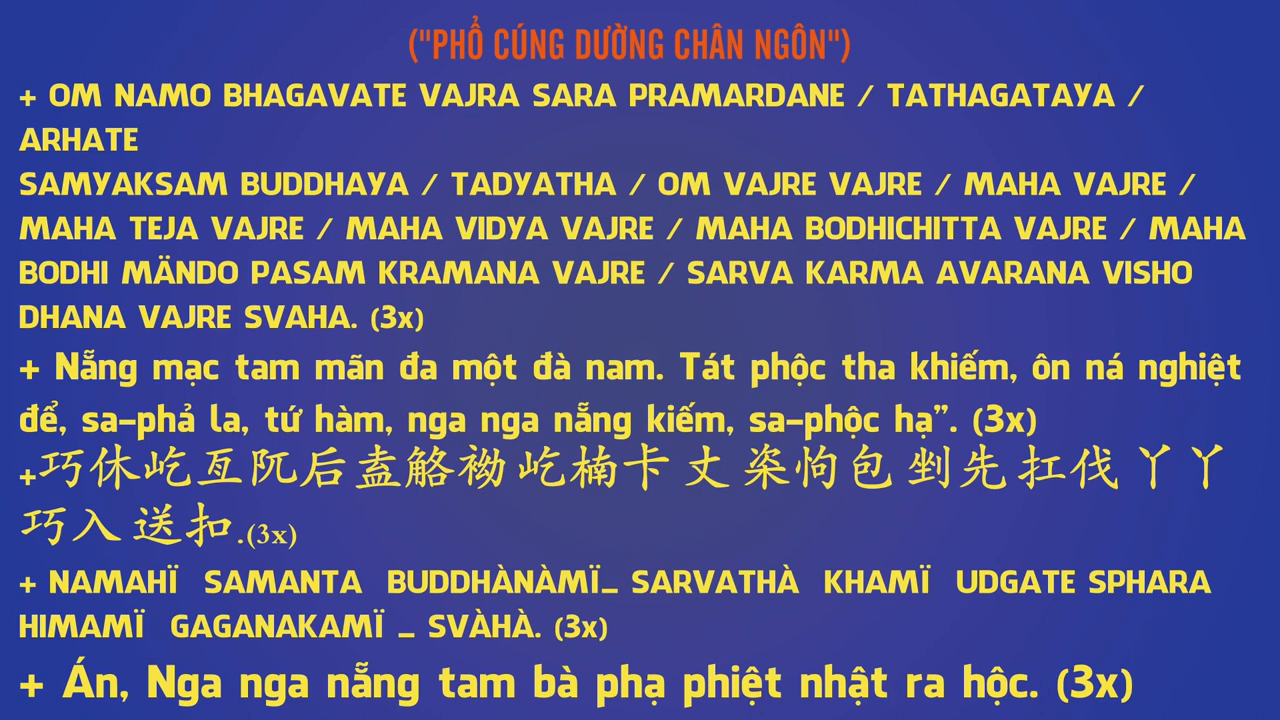 ("PHỔ CÚNG DƯỜNG CHÂN NGÔN")
+ OM NAMO BHAGAVATE VAJRA SARA PRAMARDANE / TATHAGATAYA /
ARHATE
SAMYAKSAM BUDDHAYA / TADYATHA / OM VAJRE VAJRE / MAHA VAJRE /
MAHA TEJA VAJRE / MAHA VIDYA VAJRE / MAHA BODHICHITTA VAJRE / MAHA
BODHI MÄNDO PASAM KRAMANA VAJRE / SARVA KARMA AVARANA VISHO
DHANA VAJRE SVAHA. (3x)
+ Nẵng mạc tam mãn đa một đà nam. Tát phộc tha khiếm, ôn ná nghiệt
để, sa-phả la, tứ hàm, nga nga nẵng kiếm, sa-phộc hạ”. (3x)
+巧休屹亙阬后盍觡袎屹楠卡丈楶怐包剉先扛伐丫丫
巧入送扣.(3x)
+ NAMAHÏ SAMANTA BUDDHÀNÀMÏ_ SARVATHÀ KHAMÏ UDGATE SPHARA
HIMAMÏ GAGANAKAMÏ _ SVÀHÀ. (3x)
+ Án, Nga nga nẵng tam bà phạ phiệt nhật ra hộc. (3x)